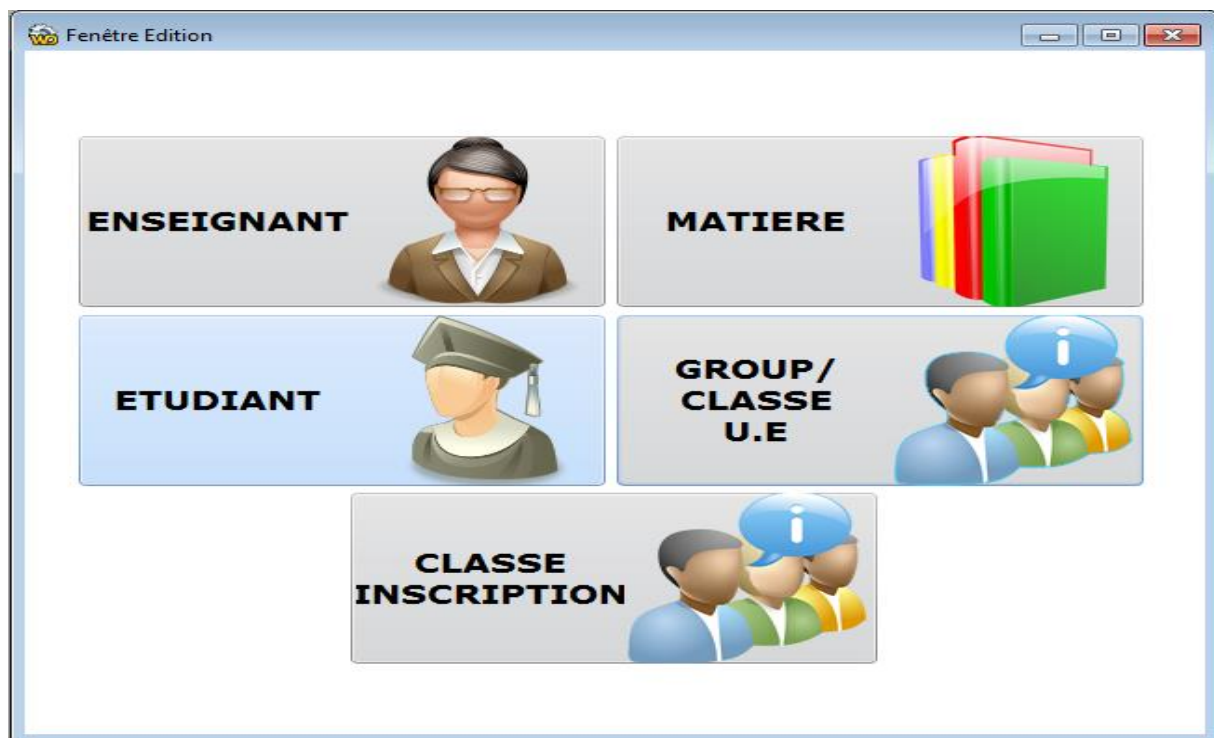 Fenêtre Edition
ENSEIGNANT
MATIERE
ETUDIANT
GROUP/
CLASSE
U.E
CLASSE
INSCRIPTION